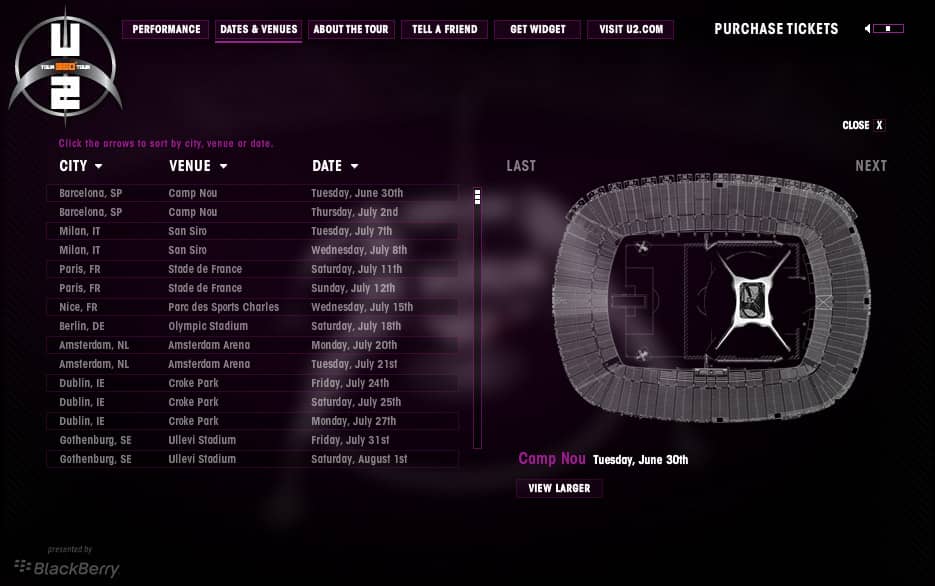 U
TOUR 360 TOUR
2
PERFORMANCE
DATES & VENUES
ABOUT THE TOUR
TELL A FRIEND
GET WIDGET
VISIT U2.COM
PURCHASE TICKETS
CLOSE X
Click the arrows to sort by city, venue or date.
CITY VENUE DATE
LAST NEXT
Barcelona, SP Camp Nou Tuesday, June 30th
Barcelona, SP Camp Nou Thursday, July 2nd
Milan, IT San Siro Tuesday, July 7th
Milan, IT San Siro Wednesday, July 8th
Paris, FR Stade de France Saturday, July 11th
Paris, FR Stade de France Sunday, July 12th
Nice, FR Parc des Sports Charles Wednesday, July 15th
Berlin, DE Olympic Stadium Saturday, July 18th
Amsterdam, NL Amsterdam Arena Monday, July 20th
Amsterdam, NL Amsterdam Arena Tuesday, July 21st
Dublin, IE Croke Park Friday, July 24th
Dublin, IE Croke Park Saturday, July 25th
Dublin, IE Croke Park Monday, July 27th
Gothenburg, SE Ullevi Stadium Friday, July 31st
Gothenburg, SE Ullevi Stadium Saturday, August 1st
Camp Nou Tuesday, June 30th
VIEW LARGER
presented by
BlackBerry